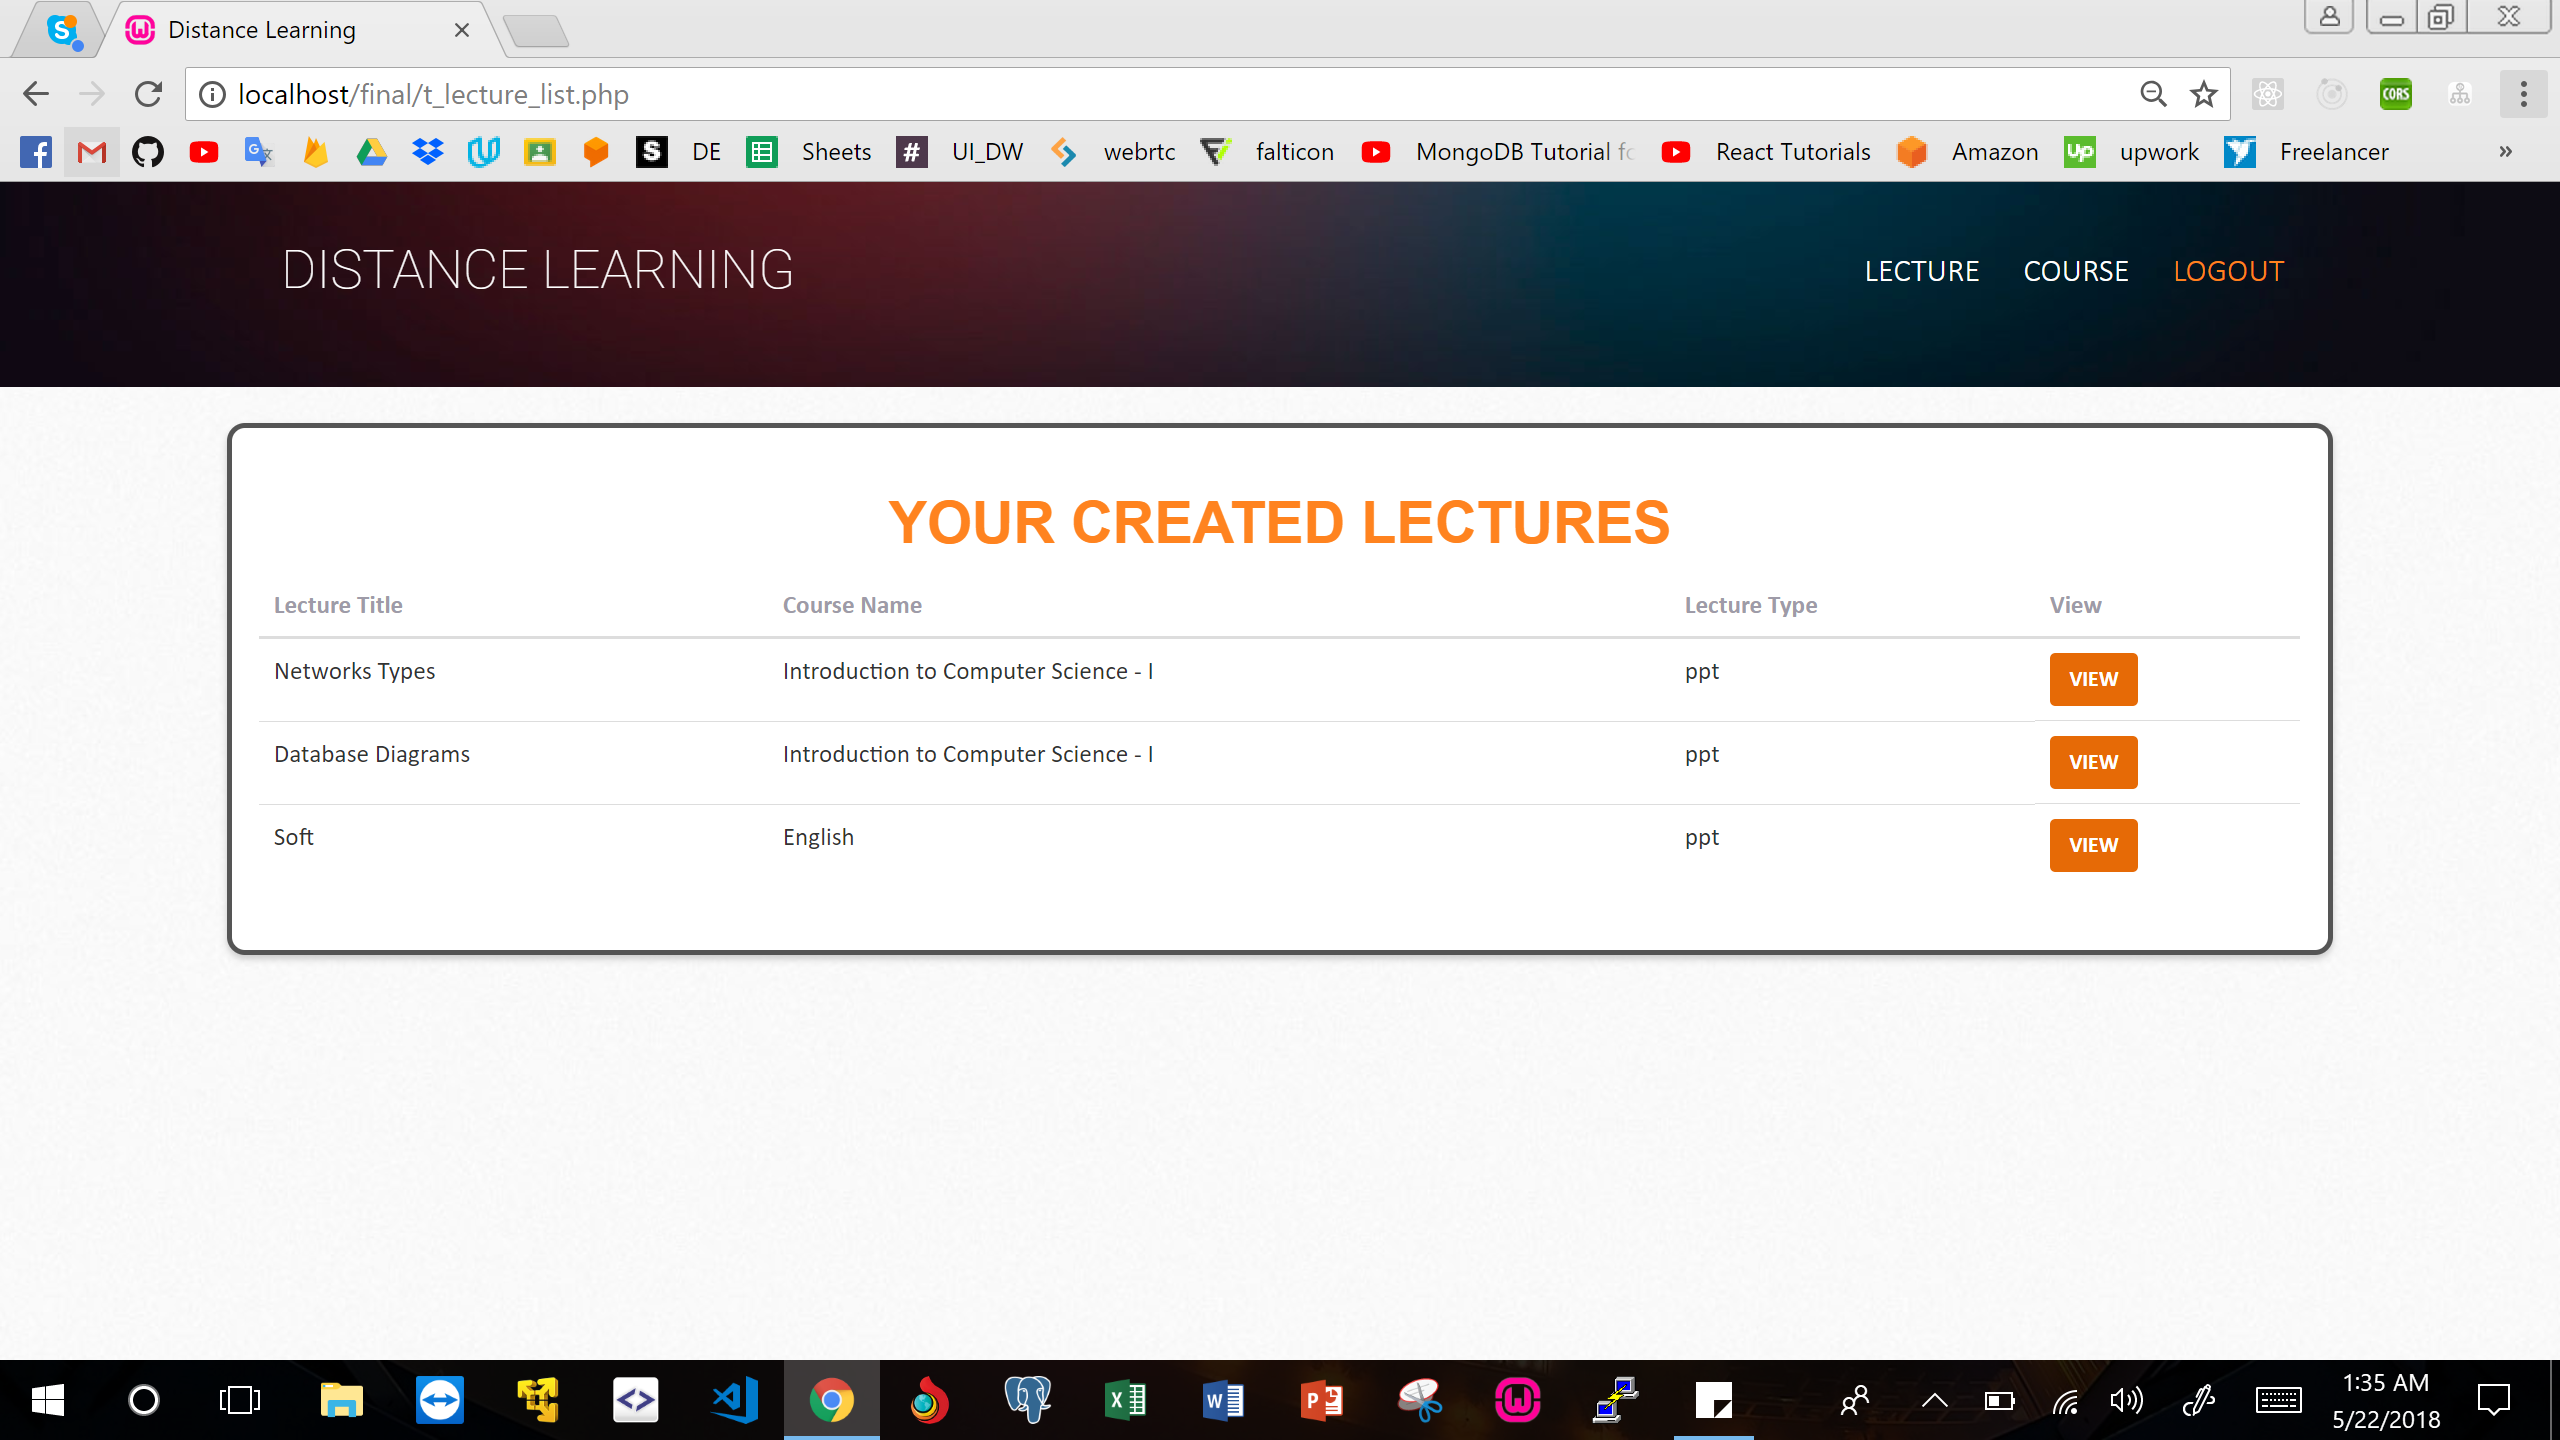 Distance Learning
localhost/final/t_lecture_list.php
CORS
S DE Sheets # UI_DW webrtc falticon MongoDB Tutorial fo React Tutorials Amazon Up upwork Freelancer »
DISTANCE LEARNING
LECTURE COURSE LOGOUT
YOUR CREATED LECTURES
Lecture Title Course Name Lecture Type View
Networks Types Introduction to Computer Science - I ppt VIEW
Database Diagrams Introduction to Computer Science - I ppt VIEW
Soft English ppt VIEW
1:35 AM
5/22/2018